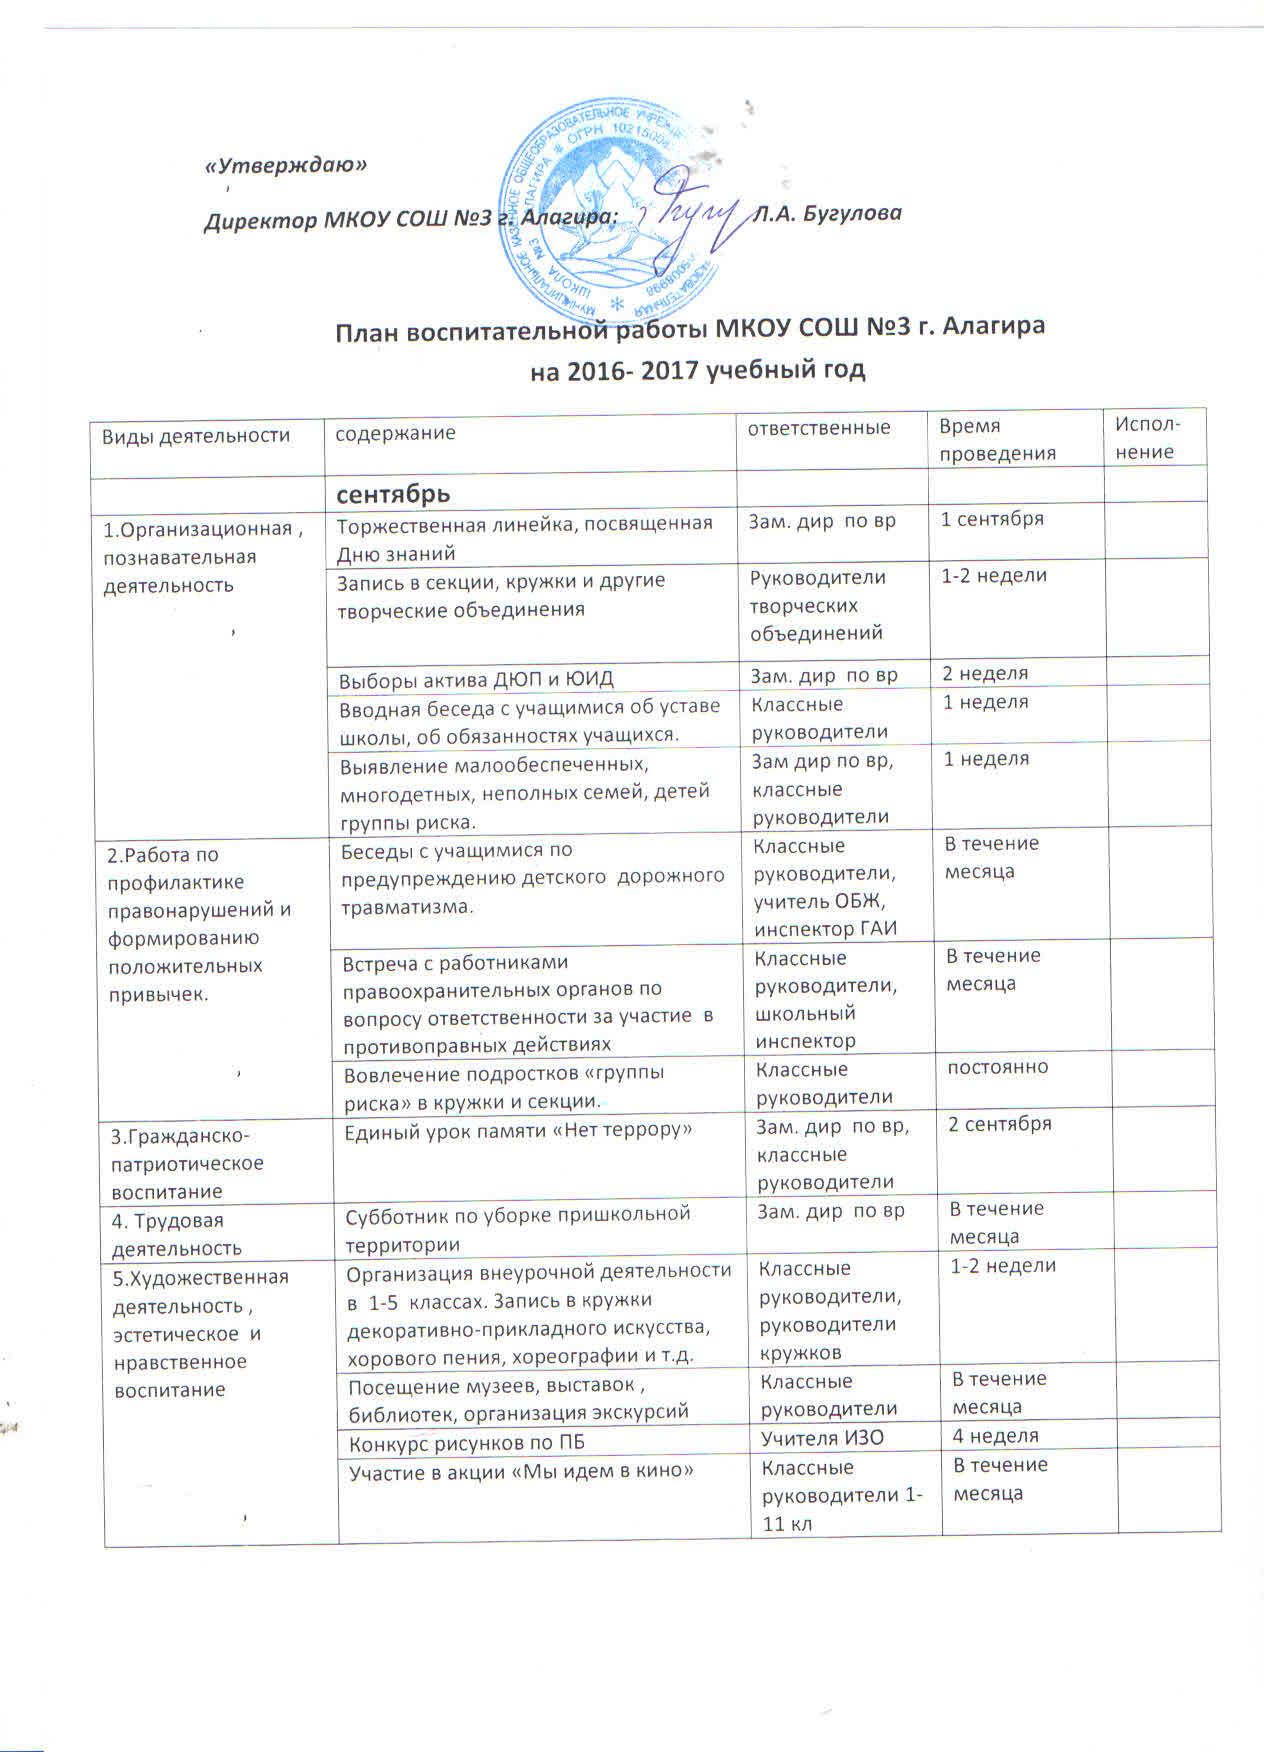 «Утверждаю»
Директор МКОУ СОШ №3 г. Алагира: Л.А. Бугулова
План воспитательной работы МКОУ СОШ №3 г. Алагира
на 2016- 2017 учебный год
Виды деятельности
содержание
ответственные
Время
проведения
Испол-
нение
сентябрь
1.Организационная ,
познавательная
деятельность
Торжественная линейка, посвященная
Дню знаний
Зам. дир по вр
1 сентября
Запись в секции, кружки и другие
творческие объединения
Руководители
творческих
объединений
1-2 недели
Выборы актива ДЮП и ЮИД
Зам. дир по вр
2 неделя
Вводная беседа с учащимися об уставе
школы, об обязанностях учащихся.
Классные
руководители
1 неделя
Выявление малообеспеченных,
многодетных, неполных семей, детей
группы риска.
Зам дир по вр,
классные
руководители
1 неделя
2.Работа по
профилактике
правонарушений и
формированию
положительных
привычек.
Беседы с учащимися по
предупреждению детского дорожного
травматизма.
Классные
руководители,
учитель ОБЖ,
инспектор ГАИ
В течение
месяца
Встреча с работниками
правоохранительных органов по
вопросу ответственности за участие в
противоправных действиях
Классные
руководители,
школьный
инспектор
В течение
месяца
Вовлечение подростков «группы
риска» в кружки и секции.
Классные
руководители
постоянно
3.Гражданско-
патриотическое
воспитание
Единый урок памяти «Нет террору»
Зам. дир по вр,
классные
руководители
2 сентября
4. Трудовая
деятельность
Субботник по уборке пришкольной
территории
Зам. дир по вр
В течение
месяца
5.Художественная
деятельность ,
эстетическое и
нравственное
воспитание
Организация внеурочной деятельности
в 1-5 классах. Запись в кружки
декоративно-прикладного искусства,
хорового пения, хореографии и т.д.
Классные
руководители,
руководители
кружков
1-2 недели
Посещение музеев, выставок ,
библиотек, организация экскурсий
Классные
руководители
В течение
месяца
Конкурс рисунков по ПБ
Учителя ИЗО
4 неделя
Участие в акции «Мы идем в кино»
Классные
руководители 1-
11 кл
В течение
месяца